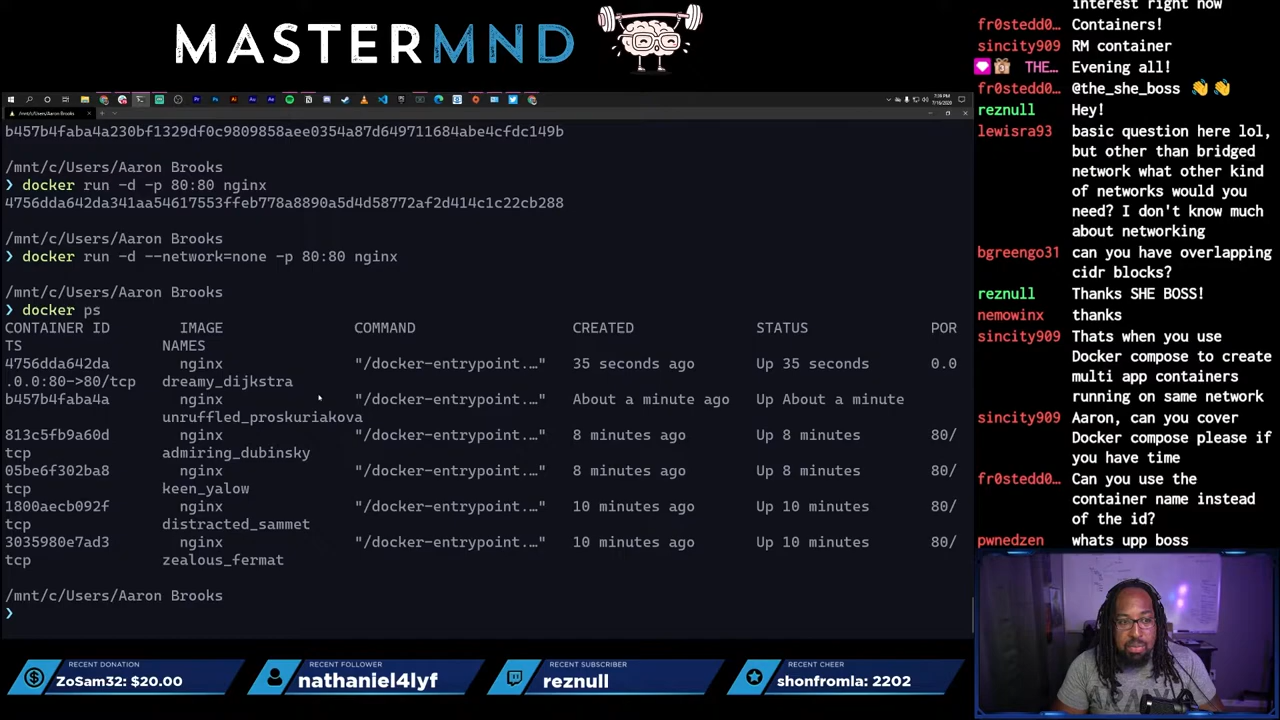 MASTERMND
Aaron Brooks
7:39 PM
7/16/2020
b457b4faba4a230bf1329df0c9809858aee0354a87d649711684abe4cfdc149b
/mnt/c/Users/Aaron Brooks
❯ docker run -d -p 80:80 nginx
4756dda642da341aa54617553ffeb778a8890a5d4d58772af2d414c1c22cb288
/mnt/c/Users/Aaron Brooks
❯ docker run -d --network=none -p 80:80 nginx
/mnt/c/Users/Aaron Brooks
❯ docker ps
CONTAINER ID IMAGE COMMAND CREATED STATUS POR
TS NAMES
4756dda642da nginx "/docker-entrypoint.…" 35 seconds ago Up 35 seconds 0.0
.0.0:80->80/tcp dreamy_dijkstra
b457b4faba4a nginx "/docker-entrypoint.…" About a minute ago Up About a minute
unruffled_proskuriakova
813c5fb9a60d nginx "/docker-entrypoint.…" 8 minutes ago Up 8 minutes 80/
tcp admiring_dubinsky
05be6f302ba8 nginx "/docker-entrypoint.…" 8 minutes ago Up 8 minutes 80/
tcp keen_yalow
1800aecb092f nginx "/docker-entrypoint.…" 10 minutes ago Up 10 minutes 80/
tcp distracted_sammet
3035980e7ad3 nginx "/docker-entrypoint.…" 10 minutes ago Up 10 minutes 80/
tcp zealous_fermat
/mnt/c/Users/Aaron Brooks
❯
interest right now
fr0stedd0… Containers!
sincity909 RM container
THE… Evening all!
fr0stedd0… @the_she_boss 👋 👋
reznull Hey!
lewisra93 basic question here lol,
but other than bridged
network what other kind
of networks would you
need? I don't know much
about networking
bgreengo31 can you have overlapping
cidr blocks?
reznull Thanks SHE BOSS!
nemowinx thanks
sincity909 Thats when you use
Docker compose to create
multi app containers
running on same network
sincity909 Aaron, can you cover
Docker compose please if
you have time
fr0stedd0… Can you use the
container name instead
of the id?
pwnedzen whats upp boss
ARMY
RECENT DONATION
ZoSam32: $20.00
RECENT FOLLOWER
nathaniel4lyf
RECENT SUBSCRIBER
reznull
RECENT CHEER
shonfromla: 2202